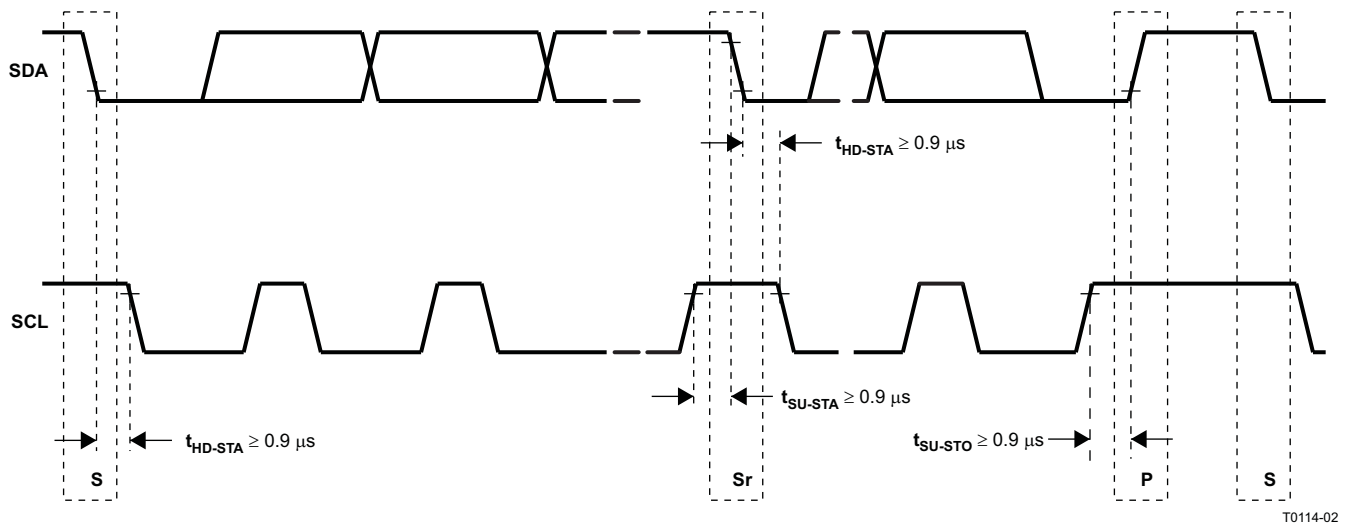 SDA
t_HD-STA ≥ 0.9 μs
SCL
t_SU-STA ≥ 0.9 μs
t_HD-STA ≥ 0.9 μs
t_SU-STO ≥ 0.9 μs
S
Sr
P
S
T0114-02